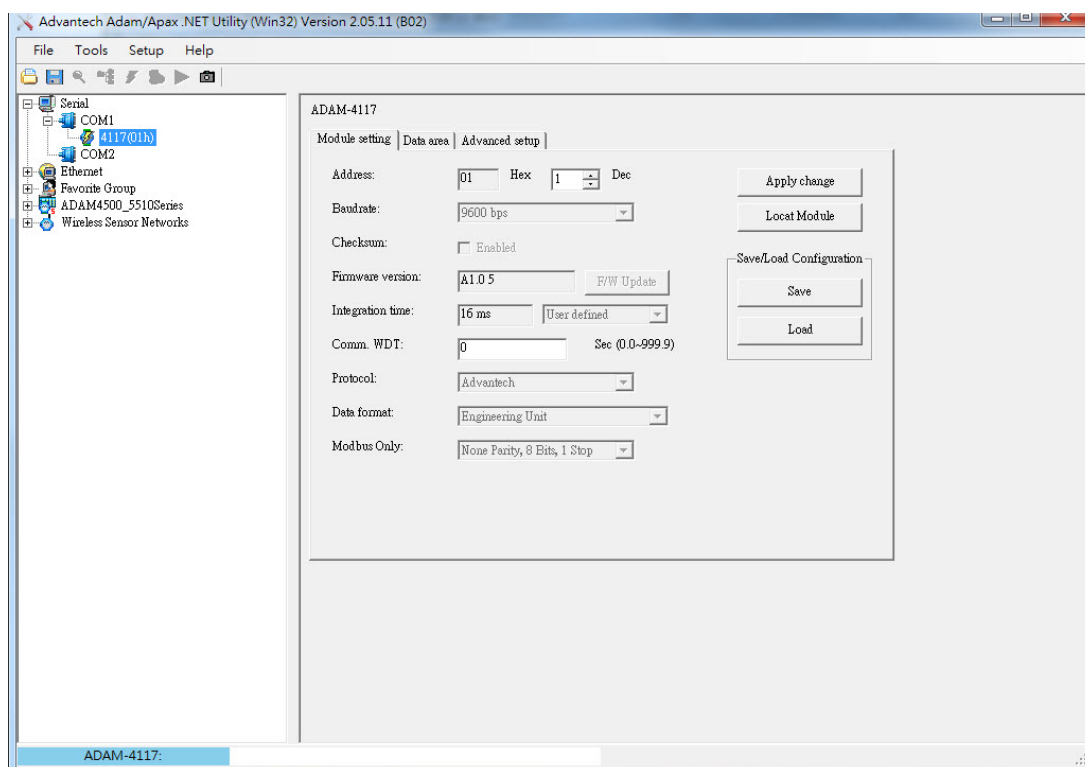 Advantech Adam/Apax .NET Utility (Win32) Version 2.05.11 (B02)
File Tools Setup Help
Serial
COM1
4117(01h)
COM2
Ethernet
Favorite Group
ADAM4500_5510Series
Wireless Sensor Networks
ADAM-4117
Module setting Data area Advanced setup
Address: 01 Hex 1 Dec
Baudrate: 9600 bps
Checksum: Enabled
Firmware version: A1.0 5 F/W Update
Integration time: 16 ms User defined
Comm. WDT: 0 Sec (0.0~999.9)
Protocol: Advantech
Data format: Engineering Unit
Modbus Only: None Parity, 8 Bits, 1 Stop
Apply change
Locat Module
Save/Load Configuration
Save
Load
ADAM-4117: